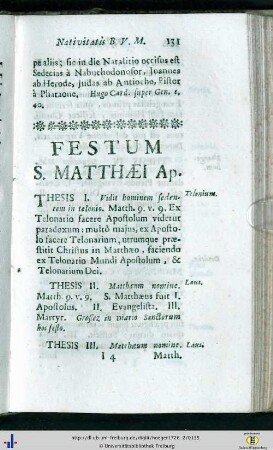 Nativitatis B. V. M. 131
pe aliis; sic in die Natalitio occisus est
Sedecias à Nabuchodonosor, Joannes
ab Herode, Judas ab Antiocho, Pistor
à Pharaone, Hugo Card. super Gen. c.
40.
FESTUM
S. MATTHÆI Ap.
THESIS I. Vidit hominem seden-
tem in telonio. Matth. 9. v. 9. Ex
Telonario facere Apostolum videtur
paradoxum: multò majus, ex Aposto-
lo facere Telonarium, utrumque præ-
stitit Christus in Matthæo, faciendo
ex Telonario Mundi Apostolum, &
Telonarium Dei.
Telonium.
THESIS II. Matthæum nomine.
Matth. 9. v. 9. S. Matthæus fuit I.
Apostolus. II. Evangelista. III.
Martyr. Grosez in Diario Sanctorum
hoc festo.
Laus.
THESIS III. Matthæum nomine.
Laus.
I 4 Matth.